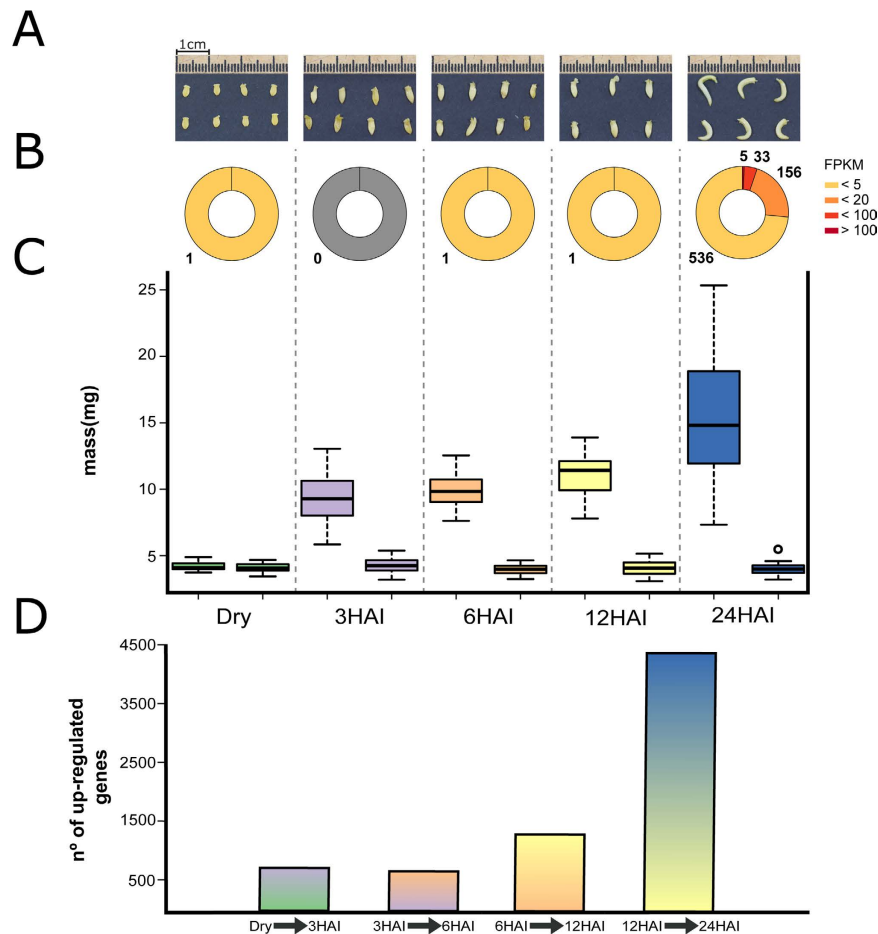 A
1cm
B
5 33
156
FPKM
< 5
< 20
< 100
> 100
1
0
1
1
536
C
25
20
15
10
5
mass(mg)
Dry
3HAI
6HAI
12HAI
24HAI
D
4500
3500
2500
1500
500
nº of up-regulated
genes
Dry 3HAI
3HAI 6HAI
6HAI 12HAI
12HAI 24HAI